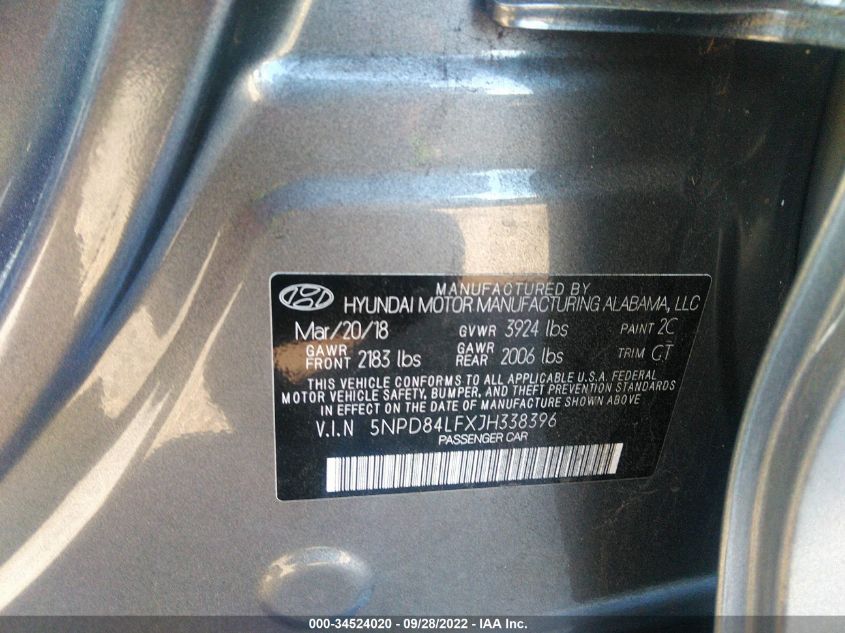 MANUFACTURED BY
HYUNDAI MOTOR MANUFACTURING ALABAMA, LLC
Mar/20/18 GVWR 3924 lbs PAINT 2C
GAWR FRONT 2183 lbs GAWR REAR 2006 lbs TRIM CT
THIS VEHICLE CONFORMS TO ALL APPLICABLE U.S.A. FEDERAL
MOTOR VEHICLE SAFETY, BUMPER, AND THEFT PREVENTION STANDARDS
IN EFFECT ON THE DATE OF MANUFACTURE SHOWN ABOVE
V.I.N 5NPD84LFXJH338396
PASSENGER CAR
000-34524020 - 09/28/2022 - IAA Inc.